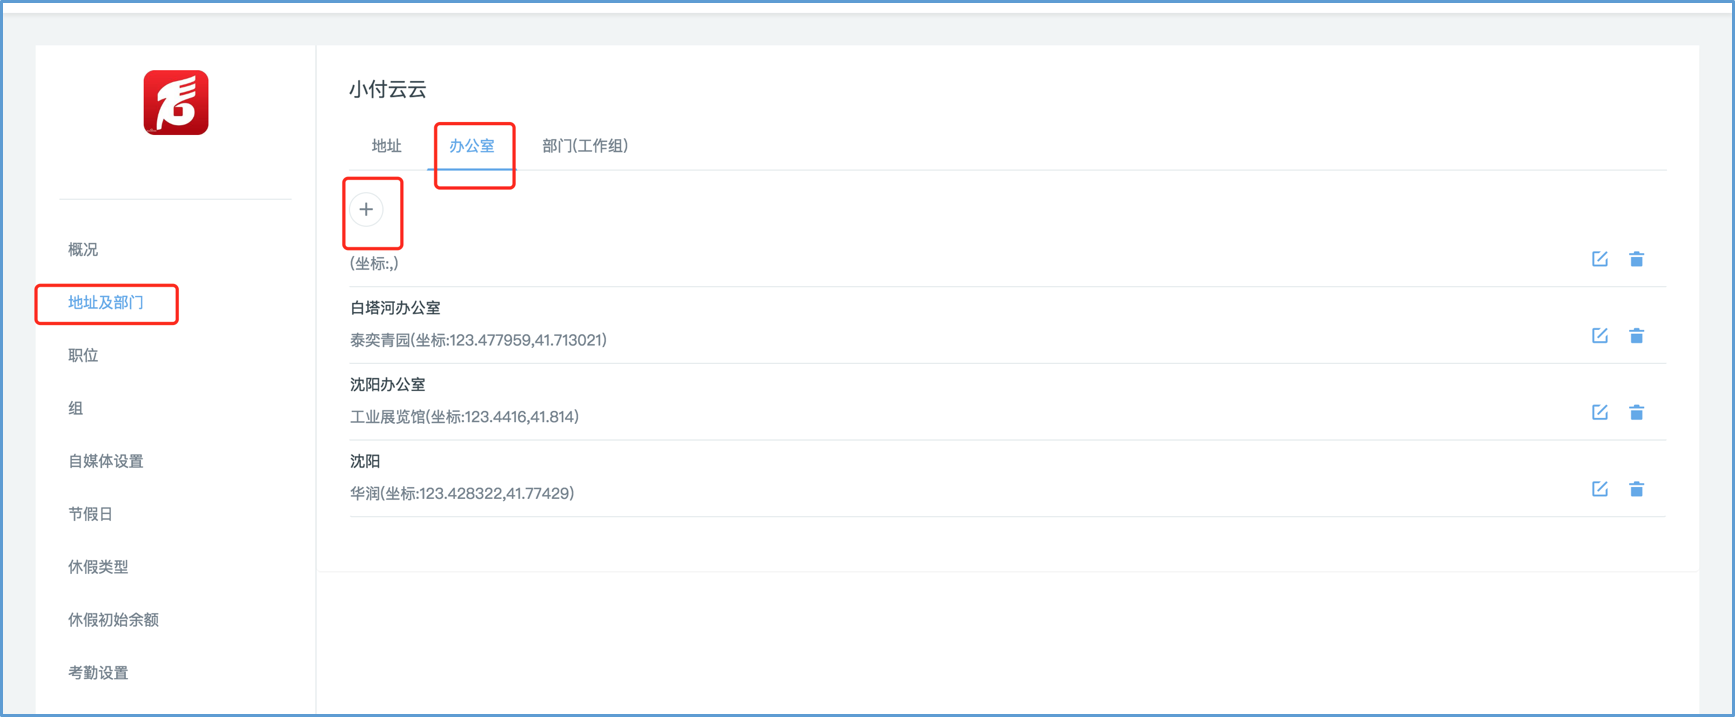 小付云云
地址
办公室
部门(工作组)
(坐标:,)
白塔河办公室
泰奕青园(坐标:123.477959,41.713021)
沈阳办公室
工业展览馆(坐标:123.4416,41.814)
沈阳
华润(坐标:123.428322,41.77429)
概况
地址及部门
职位
组
自媒体设置
节假日
休假类型
休假初始余额
考勤设置